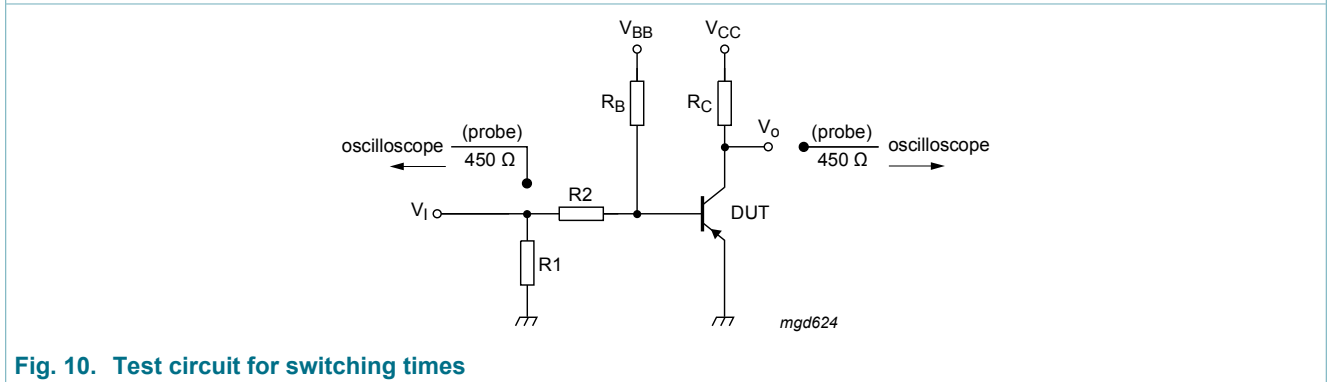 V_BB V_CC
R_B R_C
V_o
oscilloscope (probe) 450 Ω
(probe) 450 Ω oscilloscope
R2
V_I
DUT
R1
mgd624
Fig. 10. Test circuit for switching times